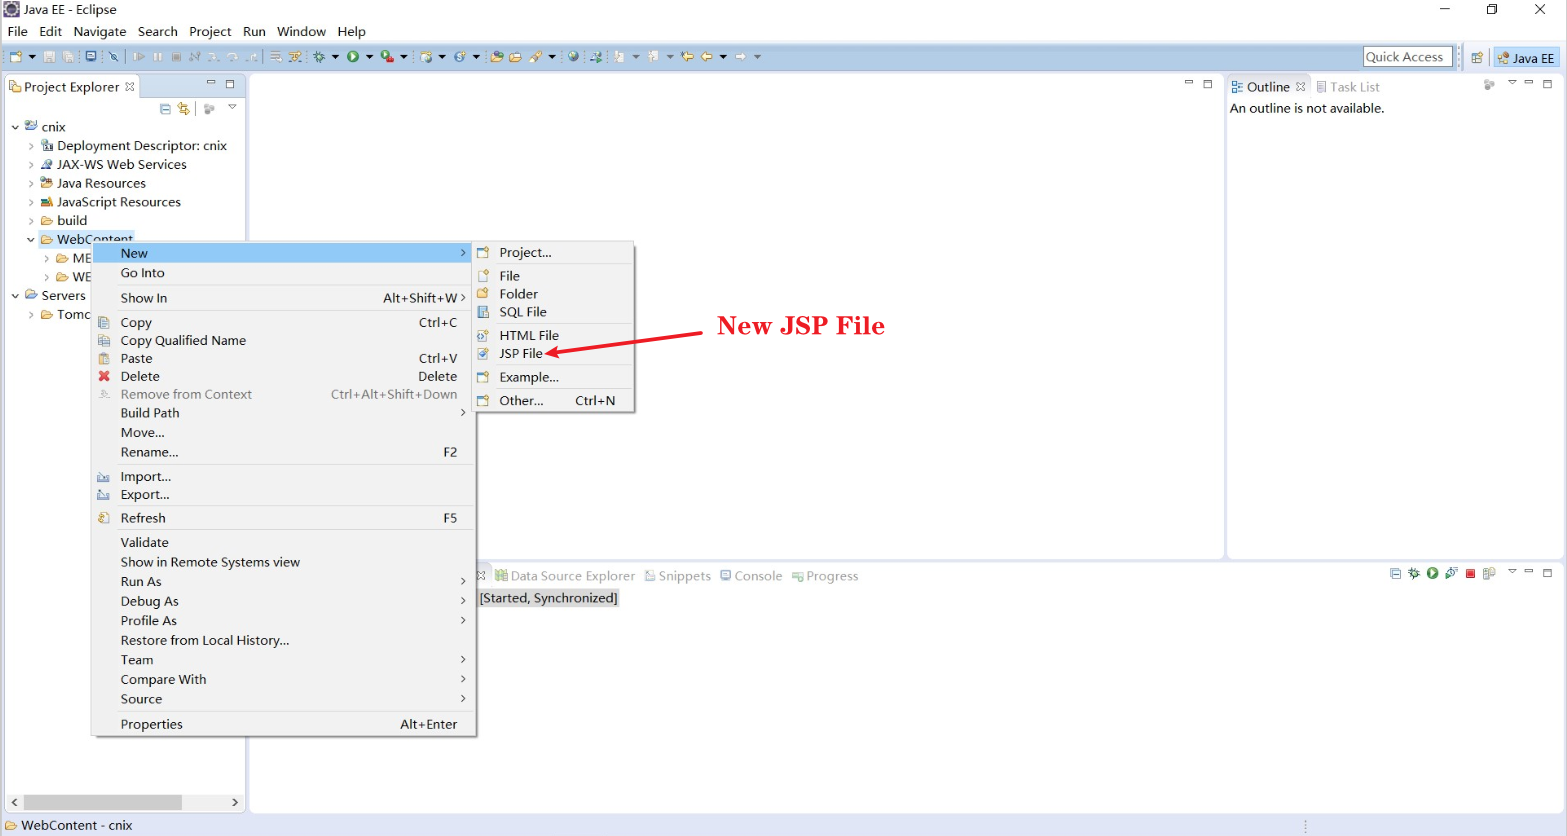 Java EE - Eclipse
File Edit Navigate Search Project Run Window Help
Quick Access
Java EE
Project Explorer
cnix
Deployment Descriptor: cnix
JAX-WS Web Services
Java Resources
JavaScript Resources
build
WebContent
ME
WE
Servers
Tomc
New
Go Into
Show In Alt+Shift+W
Copy Ctrl+C
Copy Qualified Name
Paste Ctrl+V
Delete Delete
Remove from Context Ctrl+Alt+Shift+Down
Build Path
Move...
Rename... F2
Import...
Export...
Refresh F5
Validate
Show in Remote Systems view
Run As
Debug As
Profile As
Restore from Local History...
Team
Compare With
Source
Properties Alt+Enter
Project...
File
Folder
SQL File
HTML File
JSP File
Example...
Other... Ctrl+N
New JSP File
Outline Task List
An outline is not available.
Data Source Explorer Snippets Console Progress
[Started, Synchronized]
WebContent - cnix